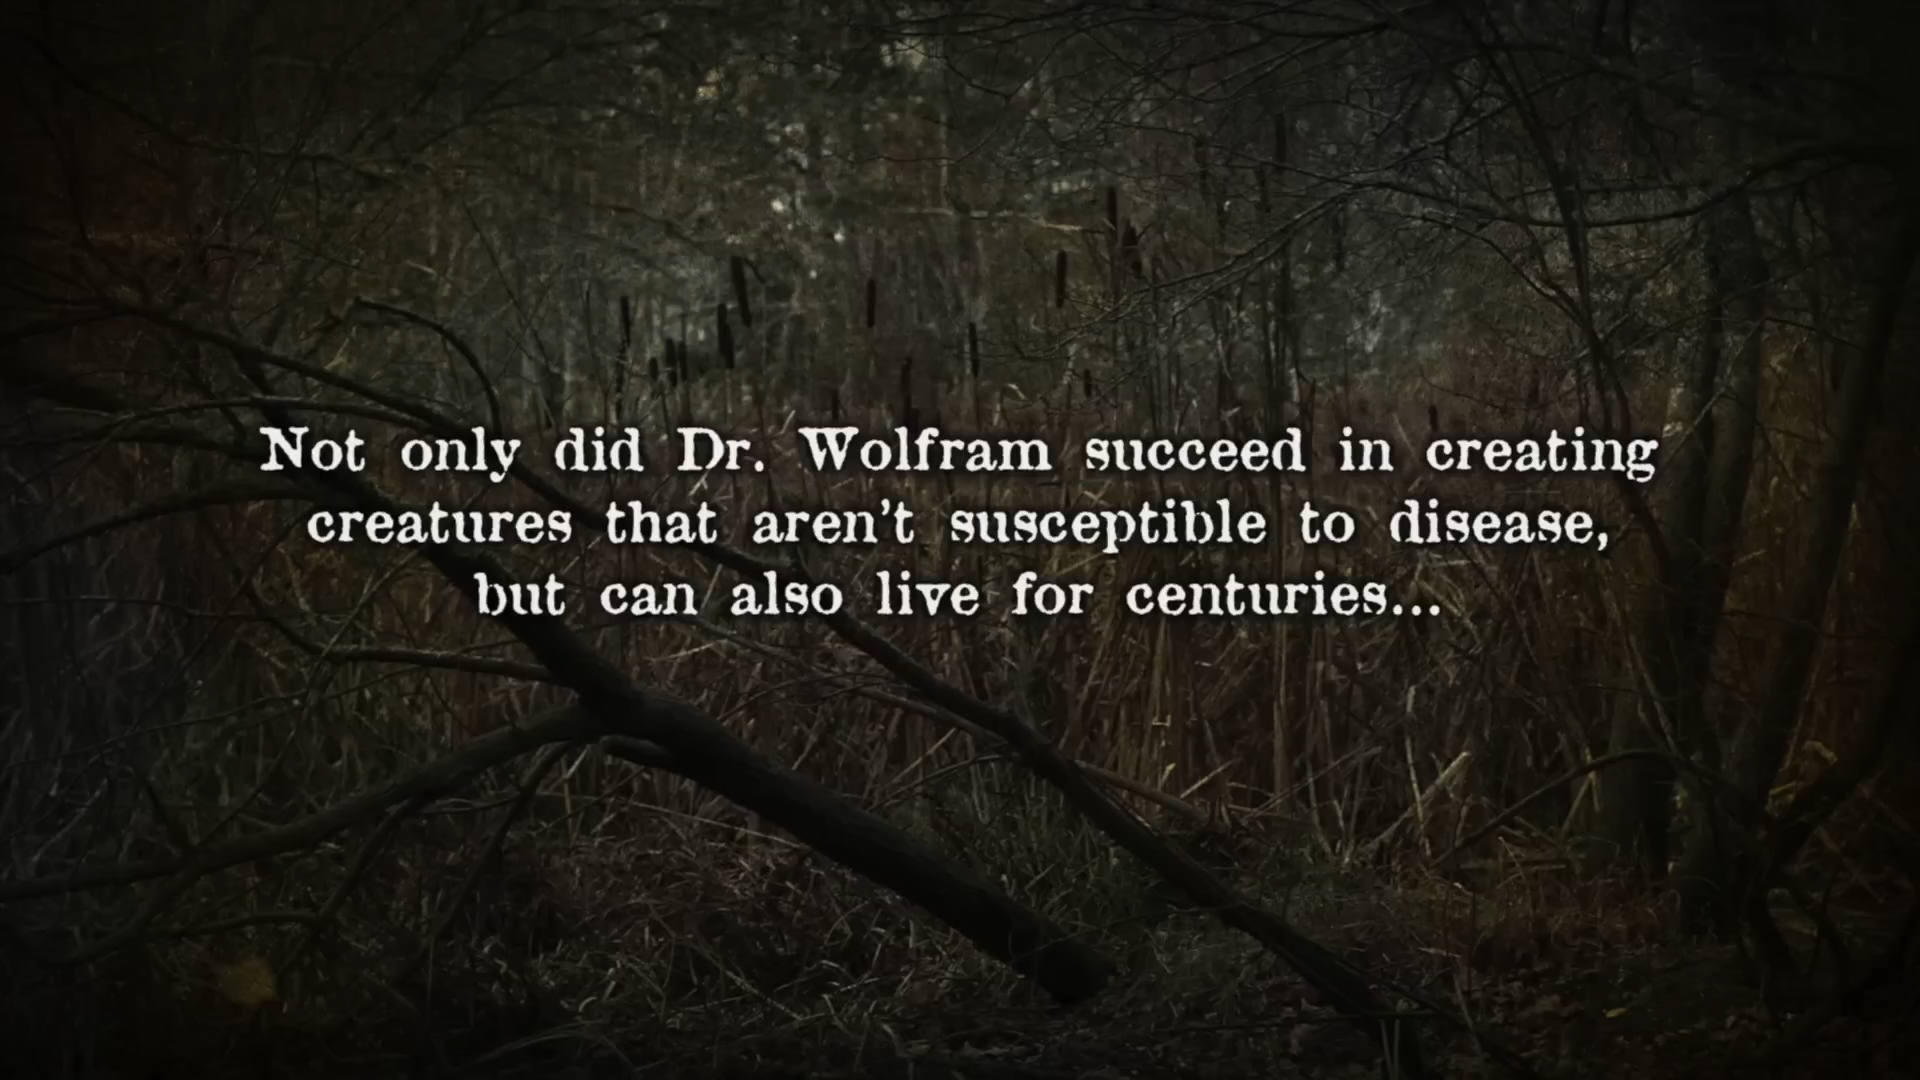 Not only did Dr. Wolfram succeed in creating
creatures that aren't susceptible to disease,
but can also live for centuries...